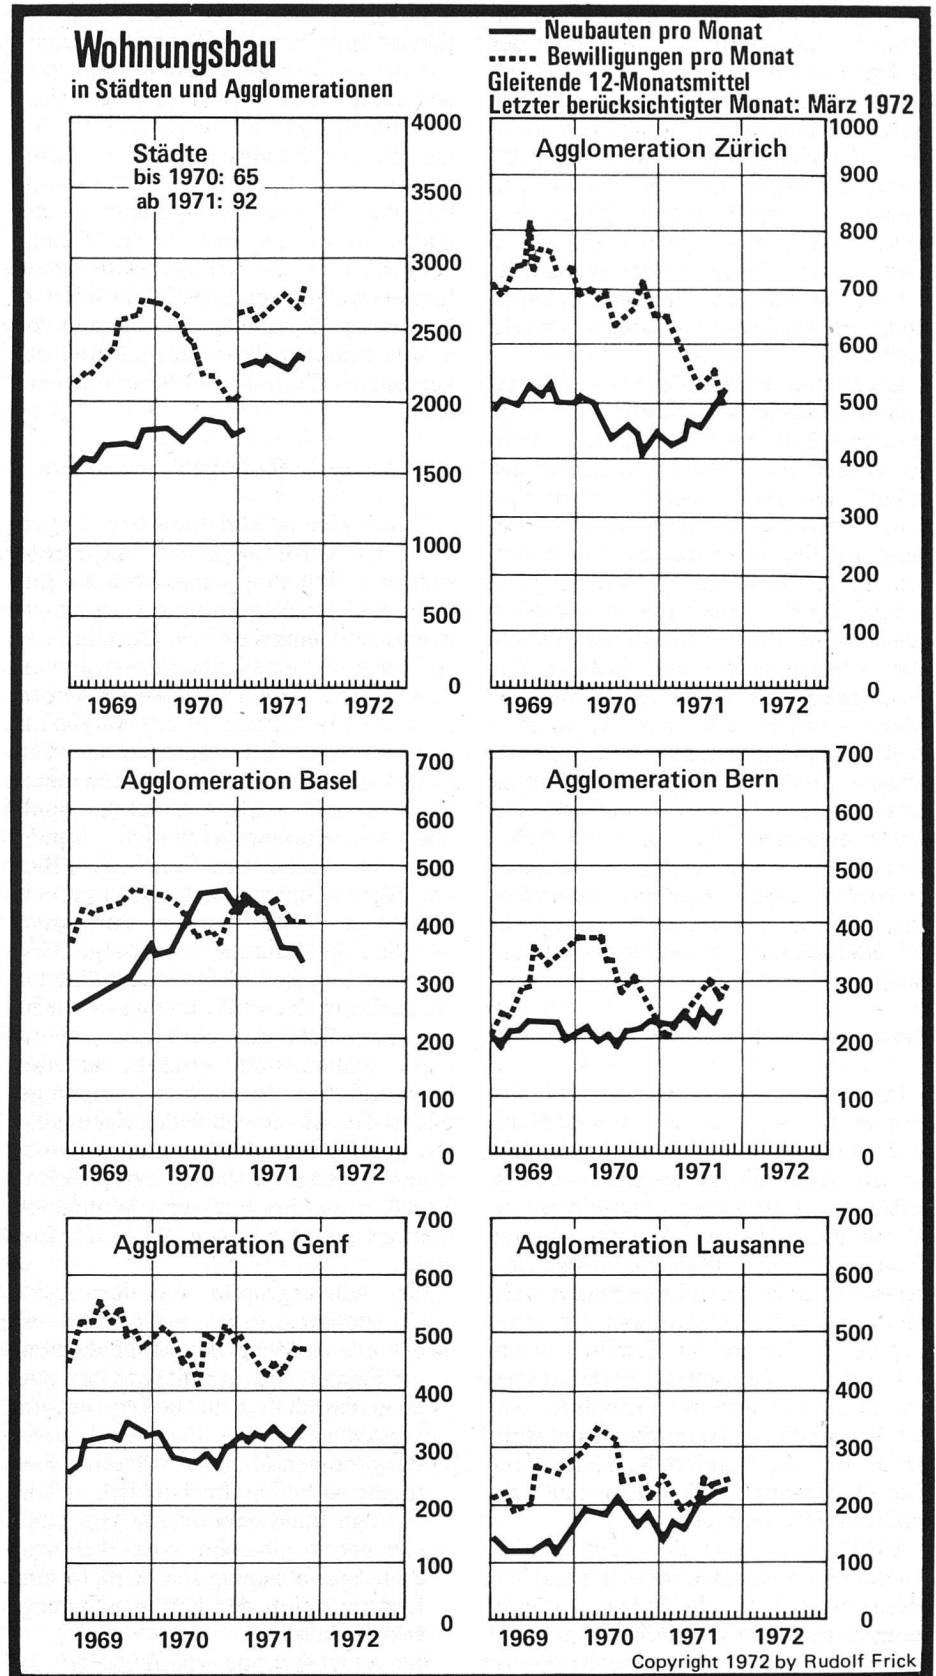 Wohnungsbau
in Städten und Agglomerationen
Neubauten pro Monat
Bewilligungen pro Monat
Gleitende 12-Monatsmittel
Letzter berücksichtigter Monat: März 1972
Städte
bis 1970: 65
ab 1971: 92
4000
3500
3000
2500
2000
1500
1000
500
0
1969 1970 1971 1972
Agglomeration Zürich
1000
900
800
700
600
500
400
300
200
100
0
1969 1970 1971 1972
Agglomeration Basel
700
600
500
400
300
200
100
0
1969 1970 1971 1972
Agglomeration Bern
700
600
500
400
300
200
100
0
1969 1970 1971 1972
Agglomeration Genf
700
600
500
400
300
200
100
0
1969 1970 1971 1972
Agglomeration Lausanne
700
600
500
400
300
200
100
0
1969 1970 1971 1972
Copyright 1972 by Rudolf Frick